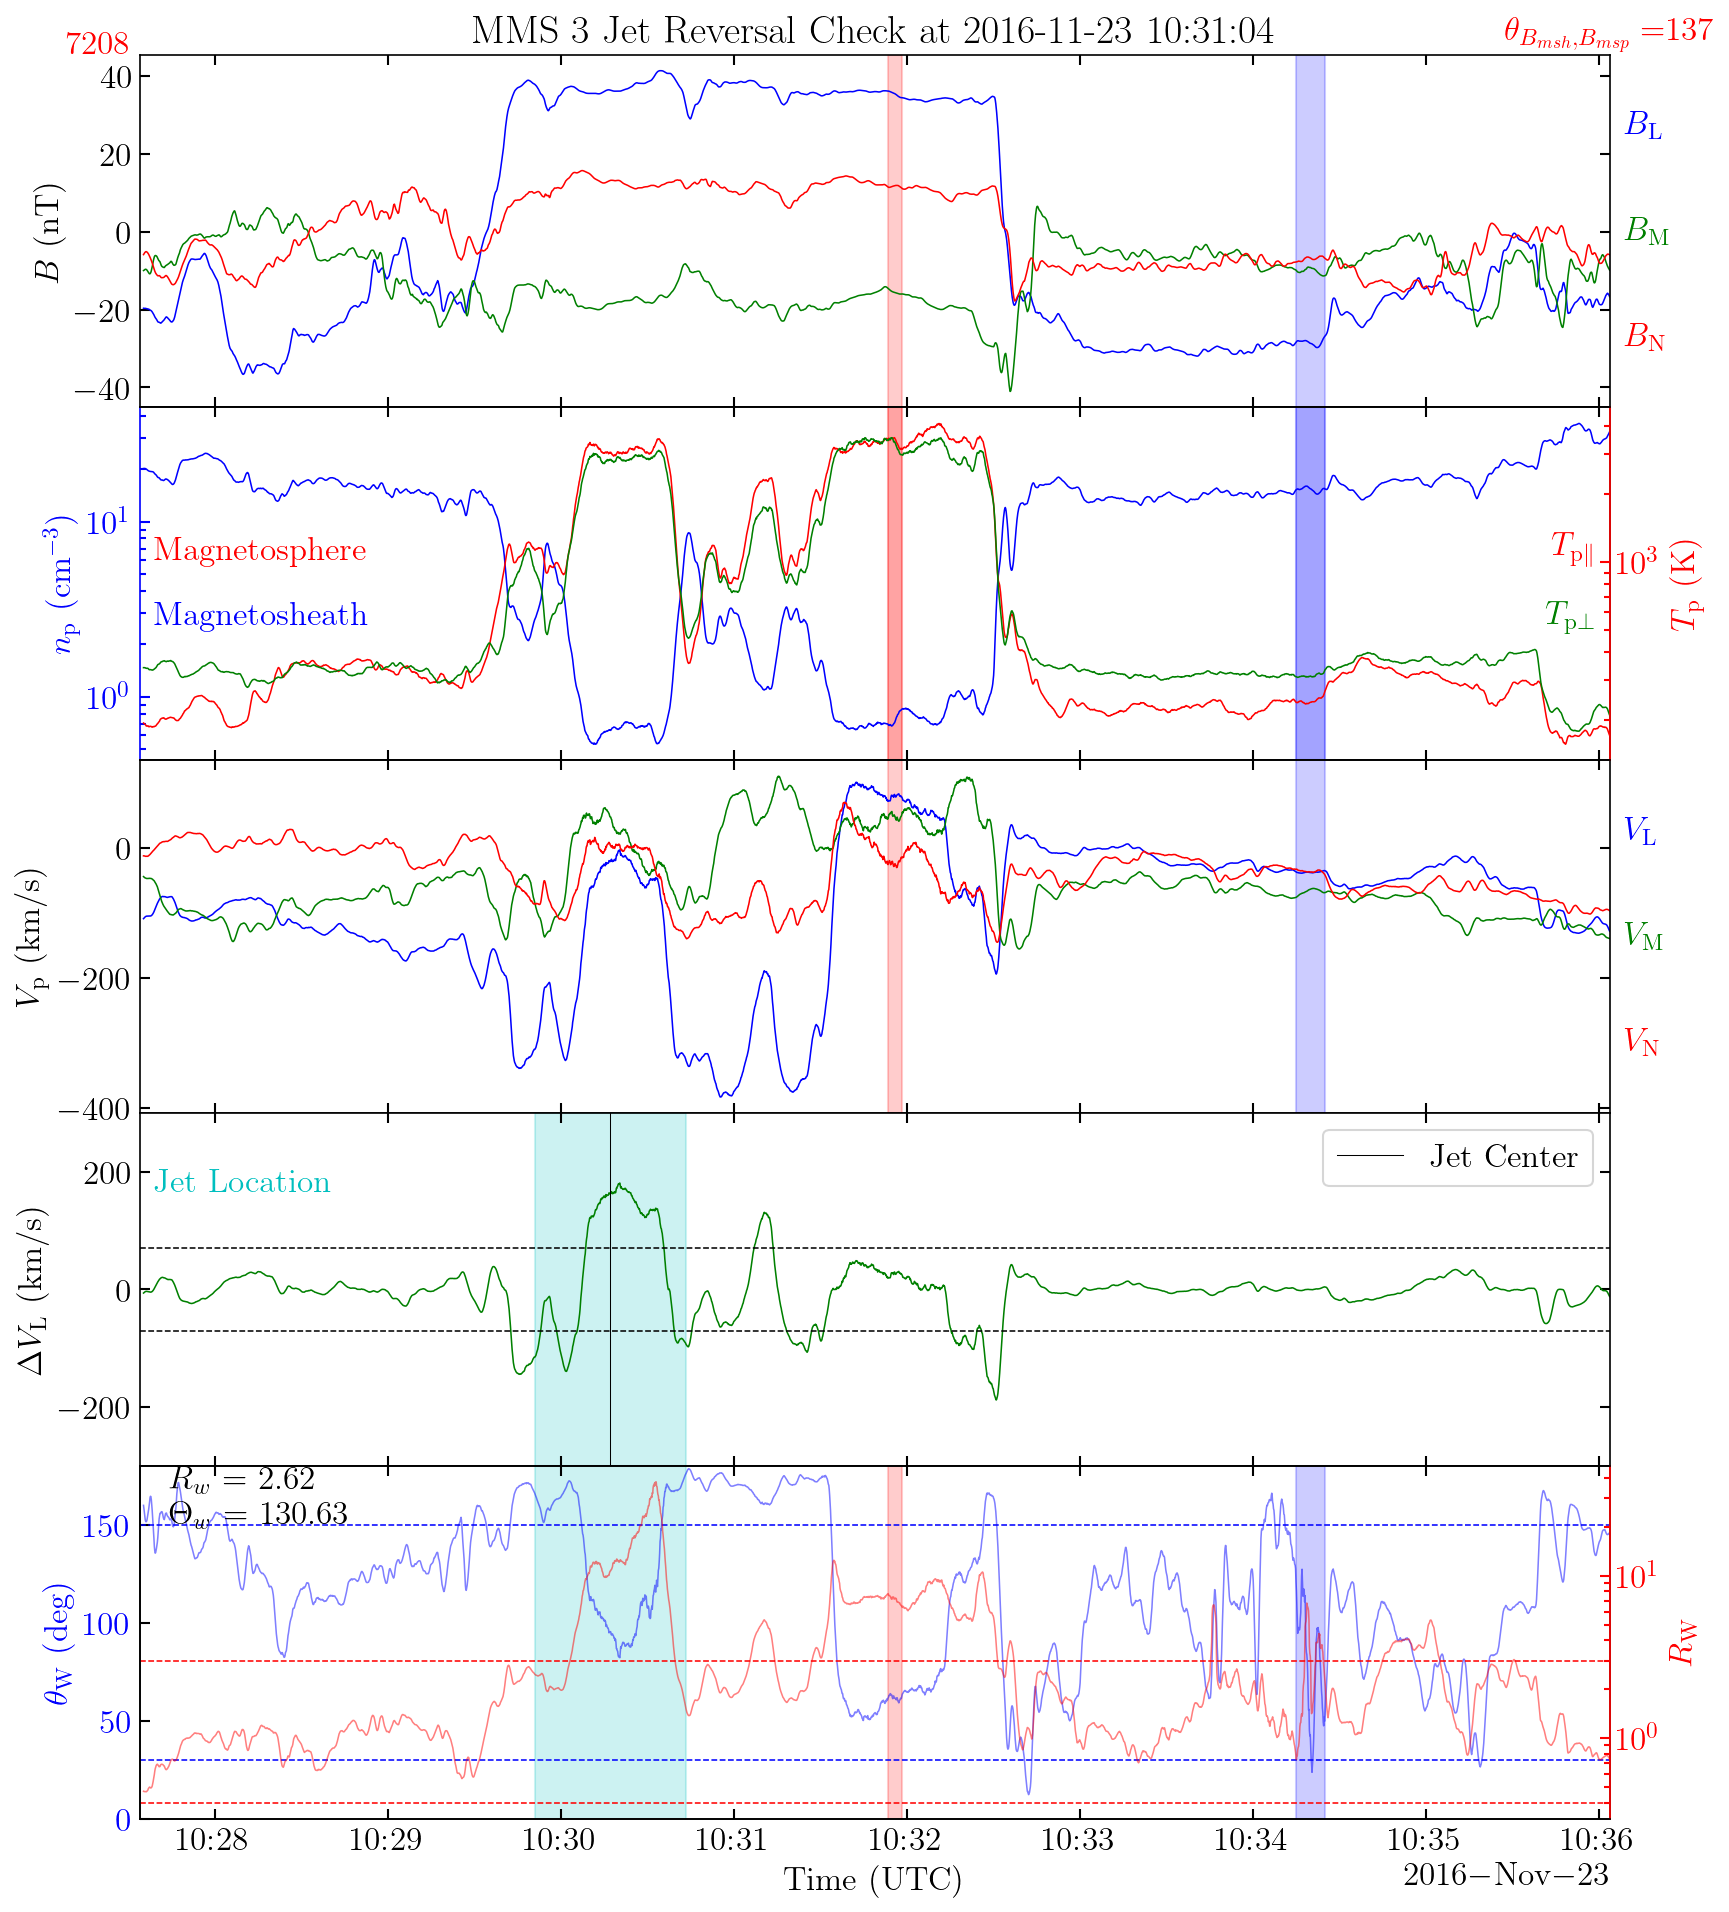 MMS 3 Jet Reversal Check at 2016-11-23 10:31:04
7208
θ_{B_{msh},B_{msp}} =137
40
20
0
−20
−40
B (nT)
B_L
B_M
B_N
10^1
10^0
n_p (cm^{−3})
Magnetosphere
Magnetosheath
T_{p∥}
T_{p⊥}
10^3
T_p (K)
0
−200
−400
V_p (km/s)
V_L
V_M
V_N
200
0
−200
ΔV_L (km/s)
Jet Location
Jet Center
R_w = 2.62
Θ_w = 130.63
150
100
50
0
θ_W (deg)
10^1
10^0
R_W
10:28 10:29 10:30 10:31 10:32 10:33 10:34 10:35 10:36
Time (UTC)
2016−Nov−23